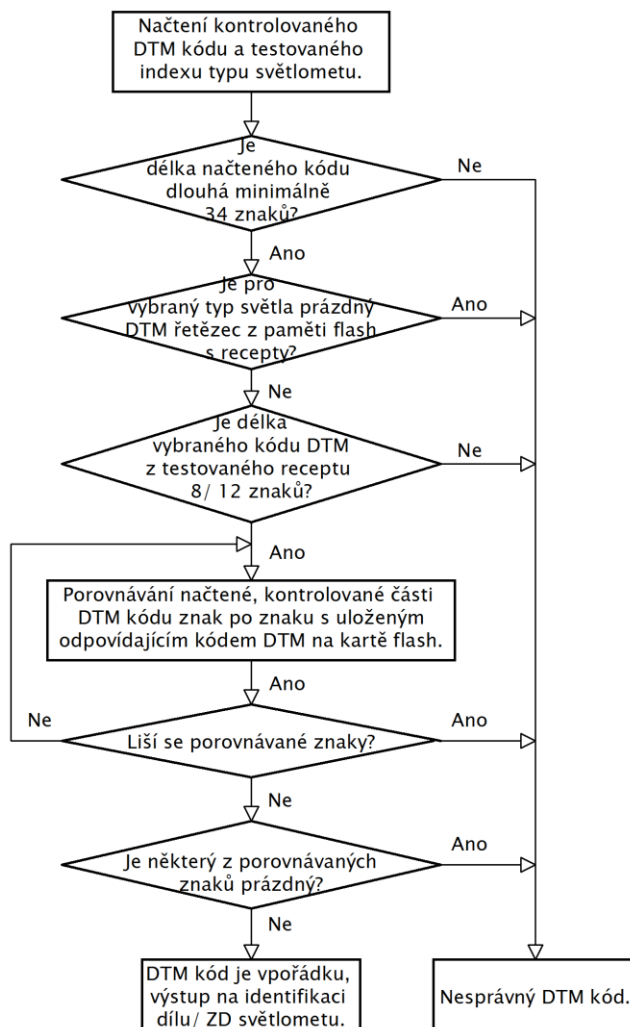 Načtení kontrolovaného
DTM kódu a testovaného
indexu typu světlometu.
Je
délka načteného kódu
dlouhá minimálně
34 znaků?
Ne
Ano
Je pro
vybraný typ světla prázdný
DTM řetězec z paměti flash
s recepty?
Ano
Ne
Je délka
vybraného kódu DTM
z testovaného receptu
8/ 12 znaků?
Ne
Ano
Porovnávání načtené, kontrolované části
DTM kódu znak po znaku s uloženým
odpovídajícím kódem DTM na kartě flash.
Ano
Ne
Liší se porovnávané znaky?
Ano
Ne
Je některý z porovnávaných
znaků prázdný?
Ano
Ne
DTM kód je vpořádku,
výstup na identifikaci
dílu/ ZD světlometu.
Nesprávný DTM kód.